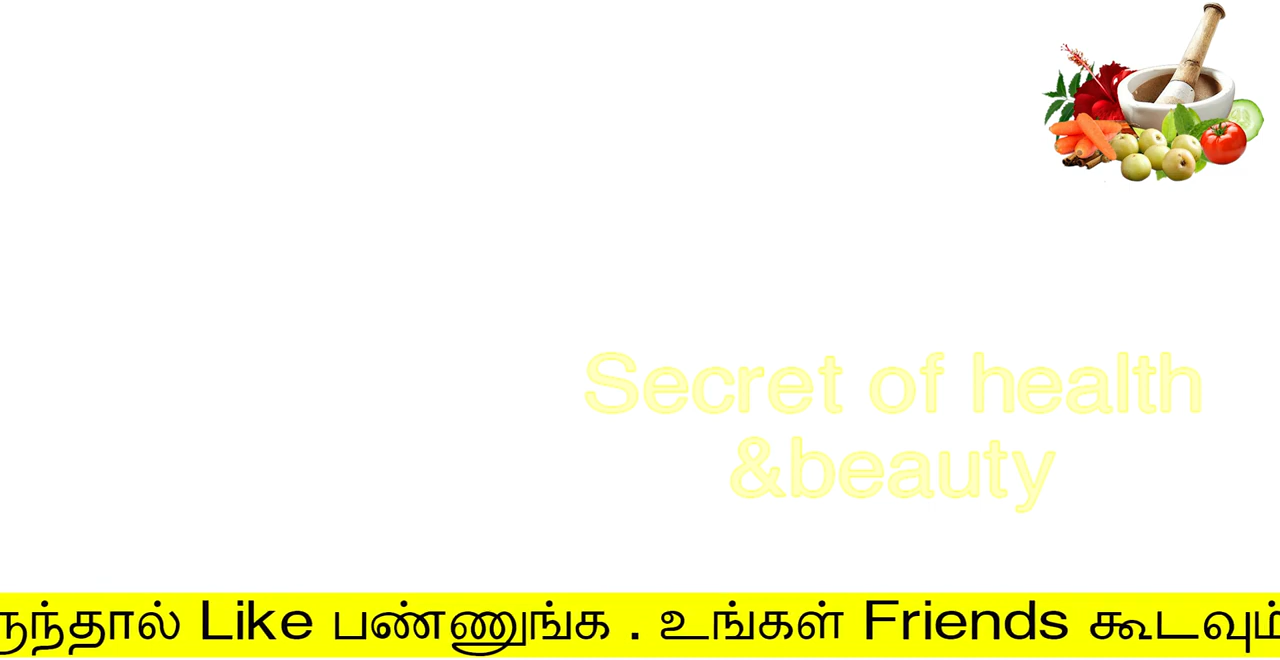 Secret of health
&beauty
ருந்தால் Like பண்ணுங்க . உங்கள் Friends கூடவும்